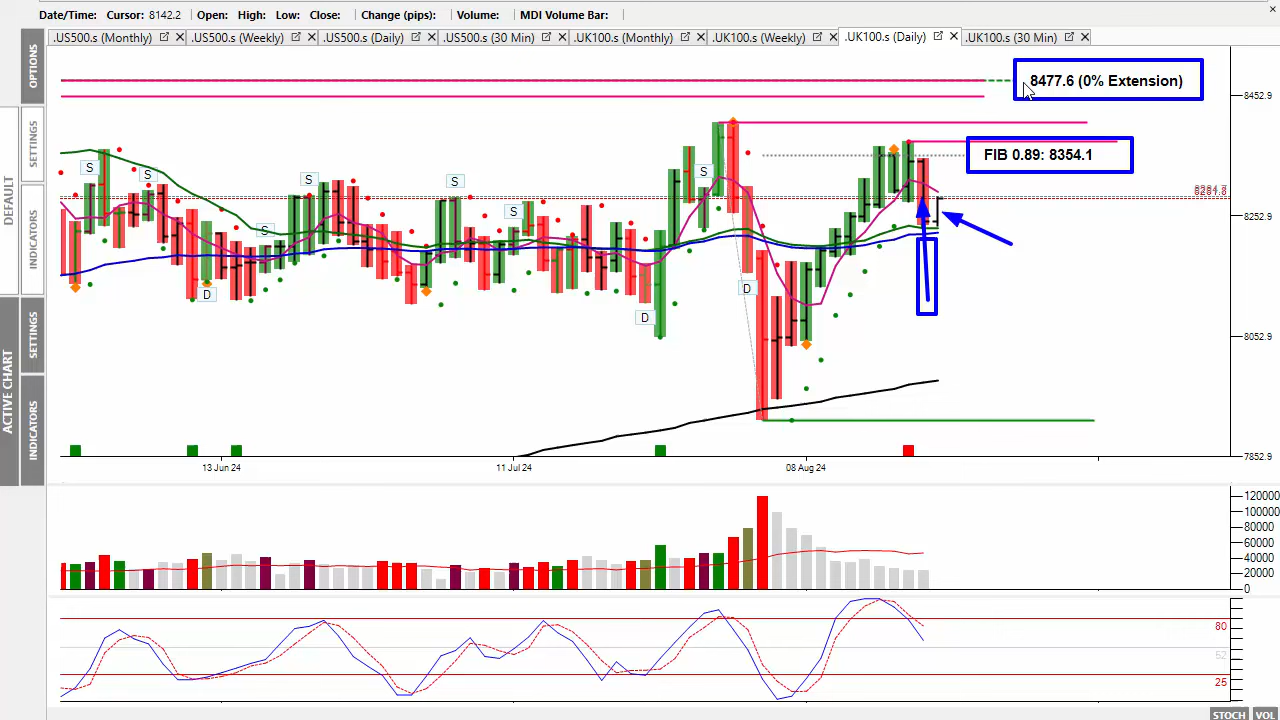 Date/Time: Cursor: 8142.2 Open: High: Low: Close: Change (pips): Volume: MDI Volume Bar:
.US500.s (Monthly) .US500.s (Weekly) .US500.s (Daily) .US500.s (30 Min) .UK100.s (Monthly) .UK100.s (Weekly) .UK100.s (Daily) .UK100.s (30 Min)
OPTIONS
SETTINGS
DEFAULT
INDICATORS
SETTINGS
ACTIVE CHART
INDICATORS
8477.6 (0% Extension)
8452.9
FIB 0.89: 8354.1
S
S
S
S
S
S
S
D
D
D
8252.9
8052.9
7852.9
13 Jun 24
11 Jul 24
08 Aug 24
120000
100000
80000
60000
40000
20000
0
80
52
25
STOCH VOL